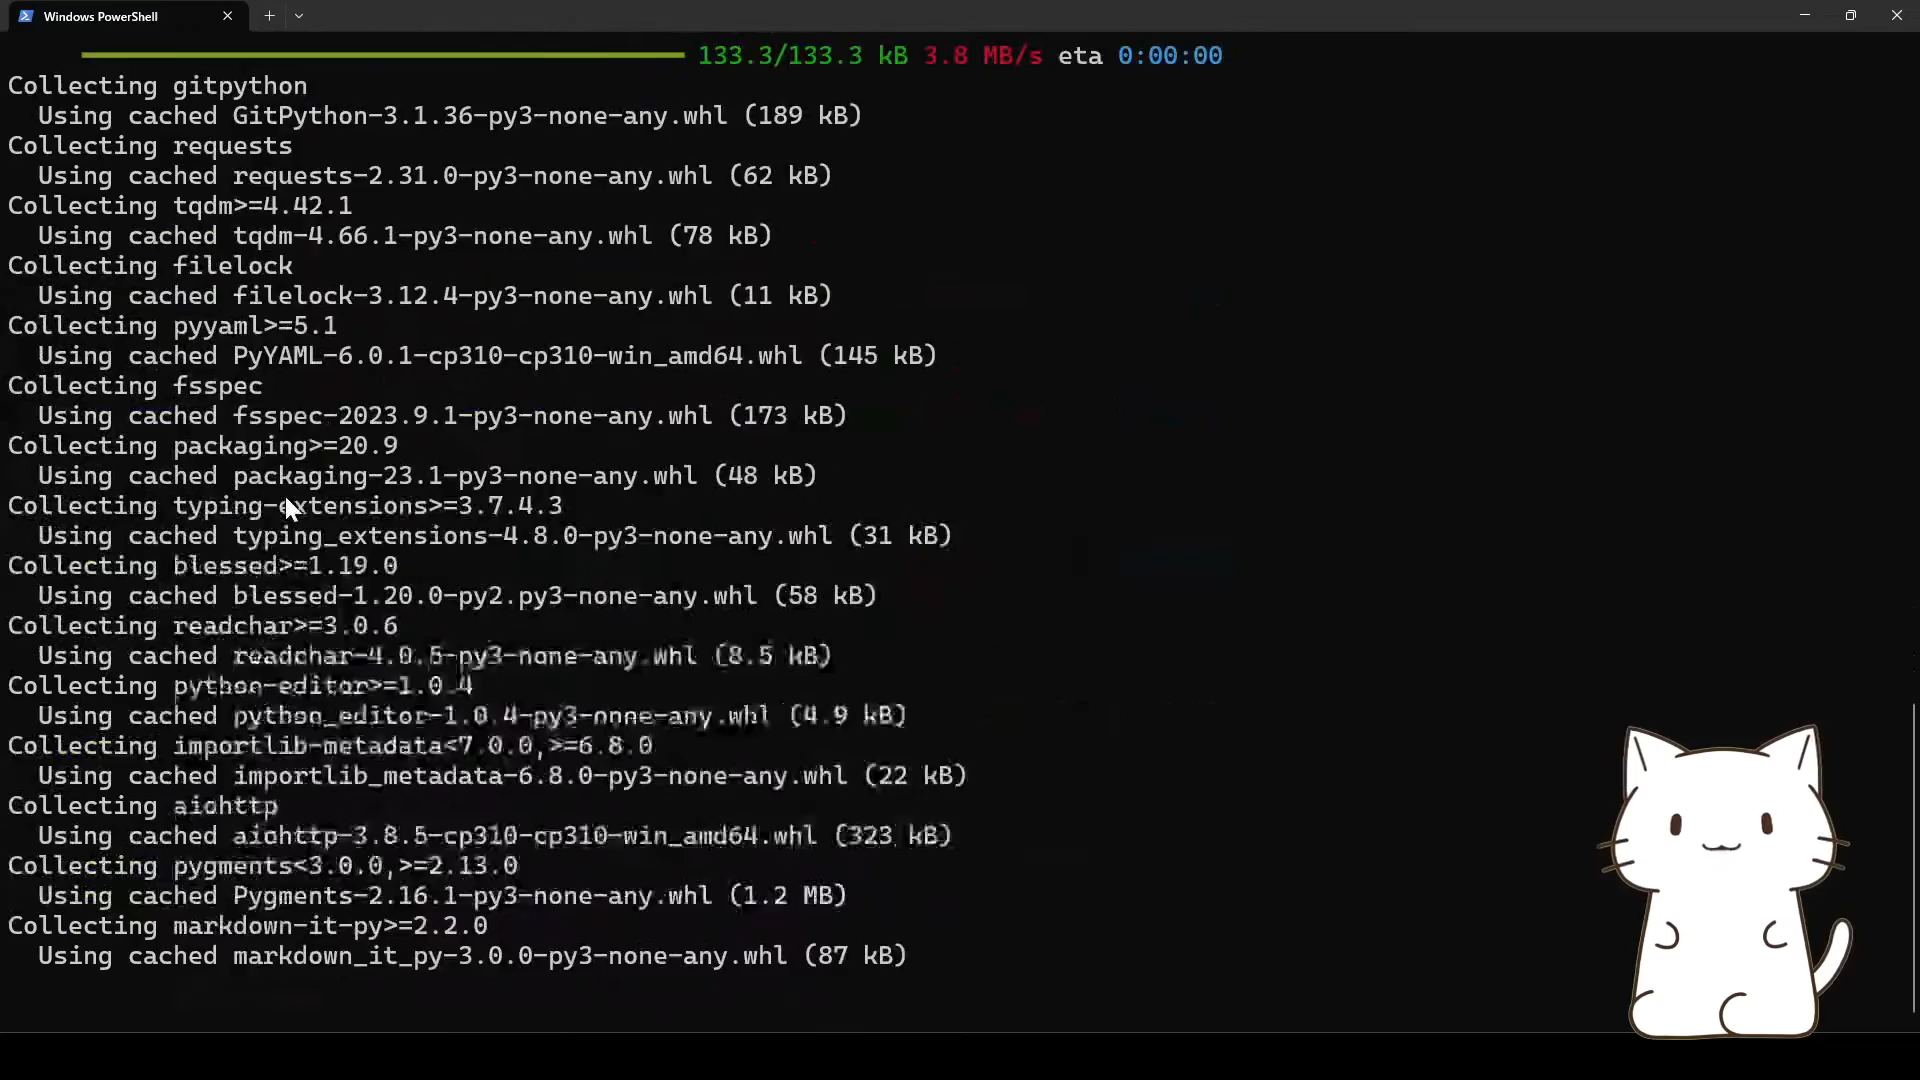 Windows PowerShell
133.3/133.3 kB 3.8 MB/s eta 0:00:00
Collecting gitpython
Using cached GitPython-3.1.36-py3-none-any.whl (189 kB)
Collecting requests
Using cached requests-2.31.0-py3-none-any.whl (62 kB)
Collecting tqdm>=4.42.1
Using cached tqdm-4.66.1-py3-none-any.whl (78 kB)
Collecting filelock
Using cached filelock-3.12.4-py3-none-any.whl (11 kB)
Collecting pyyaml>=5.1
Using cached PyYAML-6.0.1-cp310-cp310-win_amd64.whl (145 kB)
Collecting fsspec
Using cached fsspec-2023.9.1-py3-none-any.whl (173 kB)
Collecting packaging>=20.9
Using cached packaging-23.1-py3-none-any.whl (48 kB)
Collecting typing-extensions>=3.7.4.3
Using cached typing_extensions-4.8.0-py3-none-any.whl (31 kB)
Collecting blessed>=1.19.0
Using cached blessed-1.20.0-py2.py3-none-any.whl (58 kB)
Collecting readchar>=3.0.6
Using cached readchar-4.0.5-py3-none-any.whl (8.5 kB)
Collecting python-editor>=1.0.4
Using cached python_editor-1.0.4-py3-none-any.whl (4.9 kB)
Collecting importlib-metadata<7.0.0,>=6.8.0
Using cached importlib_metadata-6.8.0-py3-none-any.whl (22 kB)
Collecting aiohttp
Using cached aiohttp-3.8.5-cp310-cp310-win_amd64.whl (323 kB)
Collecting pygments<3.0.0,>=2.13.0
Using cached Pygments-2.16.1-py3-none-any.whl (1.2 MB)
Collecting markdown-it-py>=2.2.0
Using cached markdown_it_py-3.0.0-py3-none-any.whl (87 kB)